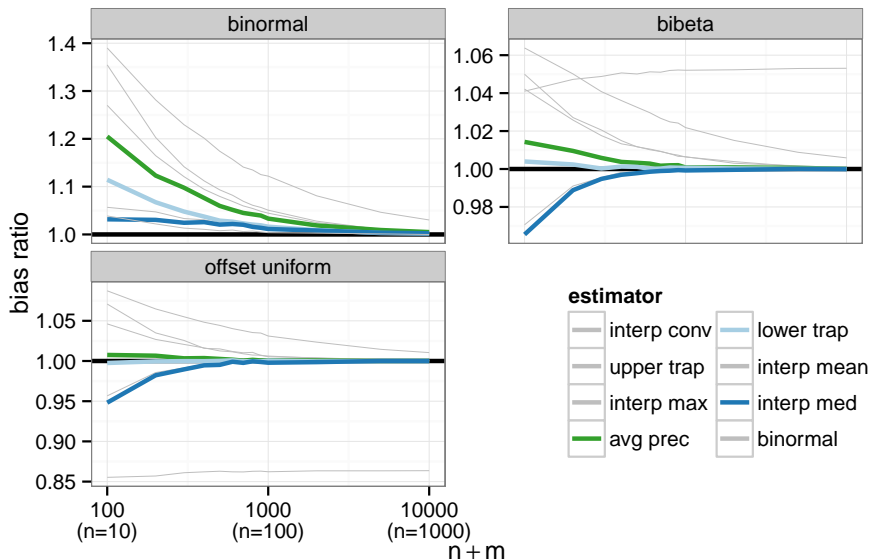 binormal
bibeta
1.4
1.3
1.2
1.1
1.0
1.06
1.04
1.02
1.00
0.98
bias ratio
offset uniform
1.05
1.00
0.95
0.90
0.85
100
(n=10)
1000
(n=100)
10000
(n=1000)
n+m
estimator
interp conv
upper trap
interp max
avg prec
lower trap
interp mean
interp med
binormal